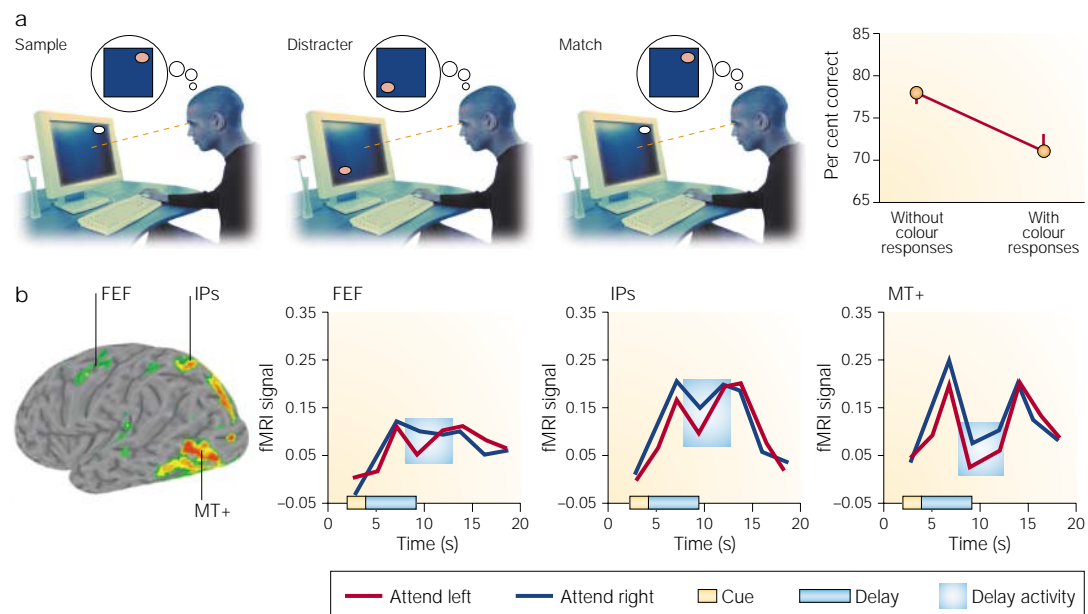 a
Sample
Distracter
Match
85
80
75
70
65
Per cent correct
Without
colour
responses
With
colour
responses
b
FEF
IPs
MT+
FEF
0.35
0.25
0.15
0.05
–0.05
fMRI signal
0
5
10
15
20
Time (s)
IPs
0.35
0.25
0.15
0.05
–0.05
fMRI signal
0
5
10
15
20
Time (s)
MT+
0.35
0.25
0.15
0.05
–0.05
fMRI signal
0
5
10
15
20
Time (s)
Attend left
Attend right
Cue
Delay
Delay activity